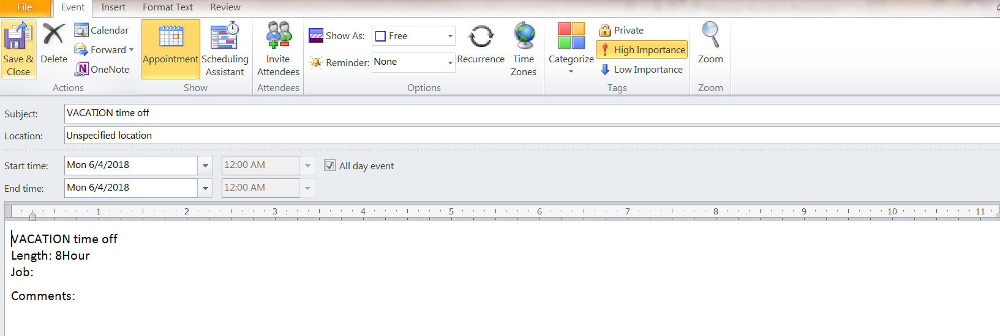 File Event Insert Format Text Review
Save & Close
Delete
Calendar
Forward
OneNote
Actions
Appointment
Scheduling Assistant
Show
Invite Attendees
Attendees
Show As: Free
Reminder: None
Recurrence
Time Zones
Options
Categorize
Private
High Importance
Low Importance
Tags
Zoom
Zoom
Subject: VACATION time off
Location: Unspecified location
Start time: Mon 6/4/2018 12:00 AM All day event
End time: Mon 6/4/2018 12:00 AM
1 2 3 4 5 6 7 8 9 10 11
VACATION time off
Length: 8Hour
Job:
Comments: